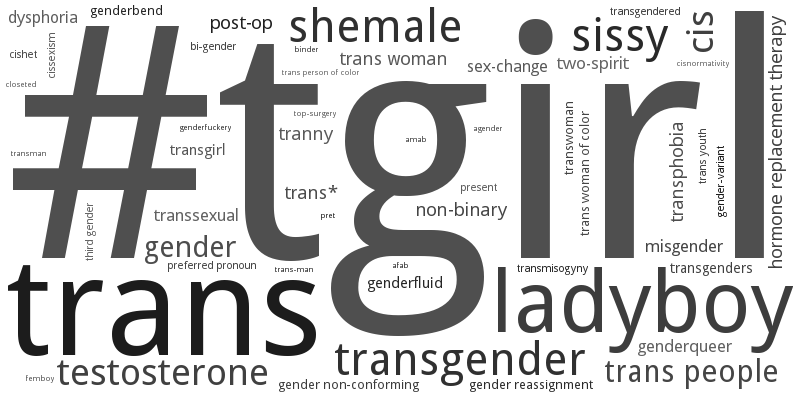 dysphoria
genderbend
post-op
shemale
transgendered
cishet
cissexism
bi-gender
binder
trans woman
sissy
cis
closeted
trans person of color
sex-change
two-spirit
cisnormativity
#tgirl
top-surgery
genderfuckery
tranny
amab
agender
transwoman
trans woman of color
transphobia
trans youth
gender-variant
hormone replacement therapy
transman
transgirl
trans*
present
third gender
transsexual
pret
non-binary
gender
misgender
preferred pronoun
trans-man
afab
transmisogyny
transgenders
genderfluid
trans
ladyboy
transgender
genderqueer
femboy
testosterone
gender non-conforming
gender reassignment
trans people